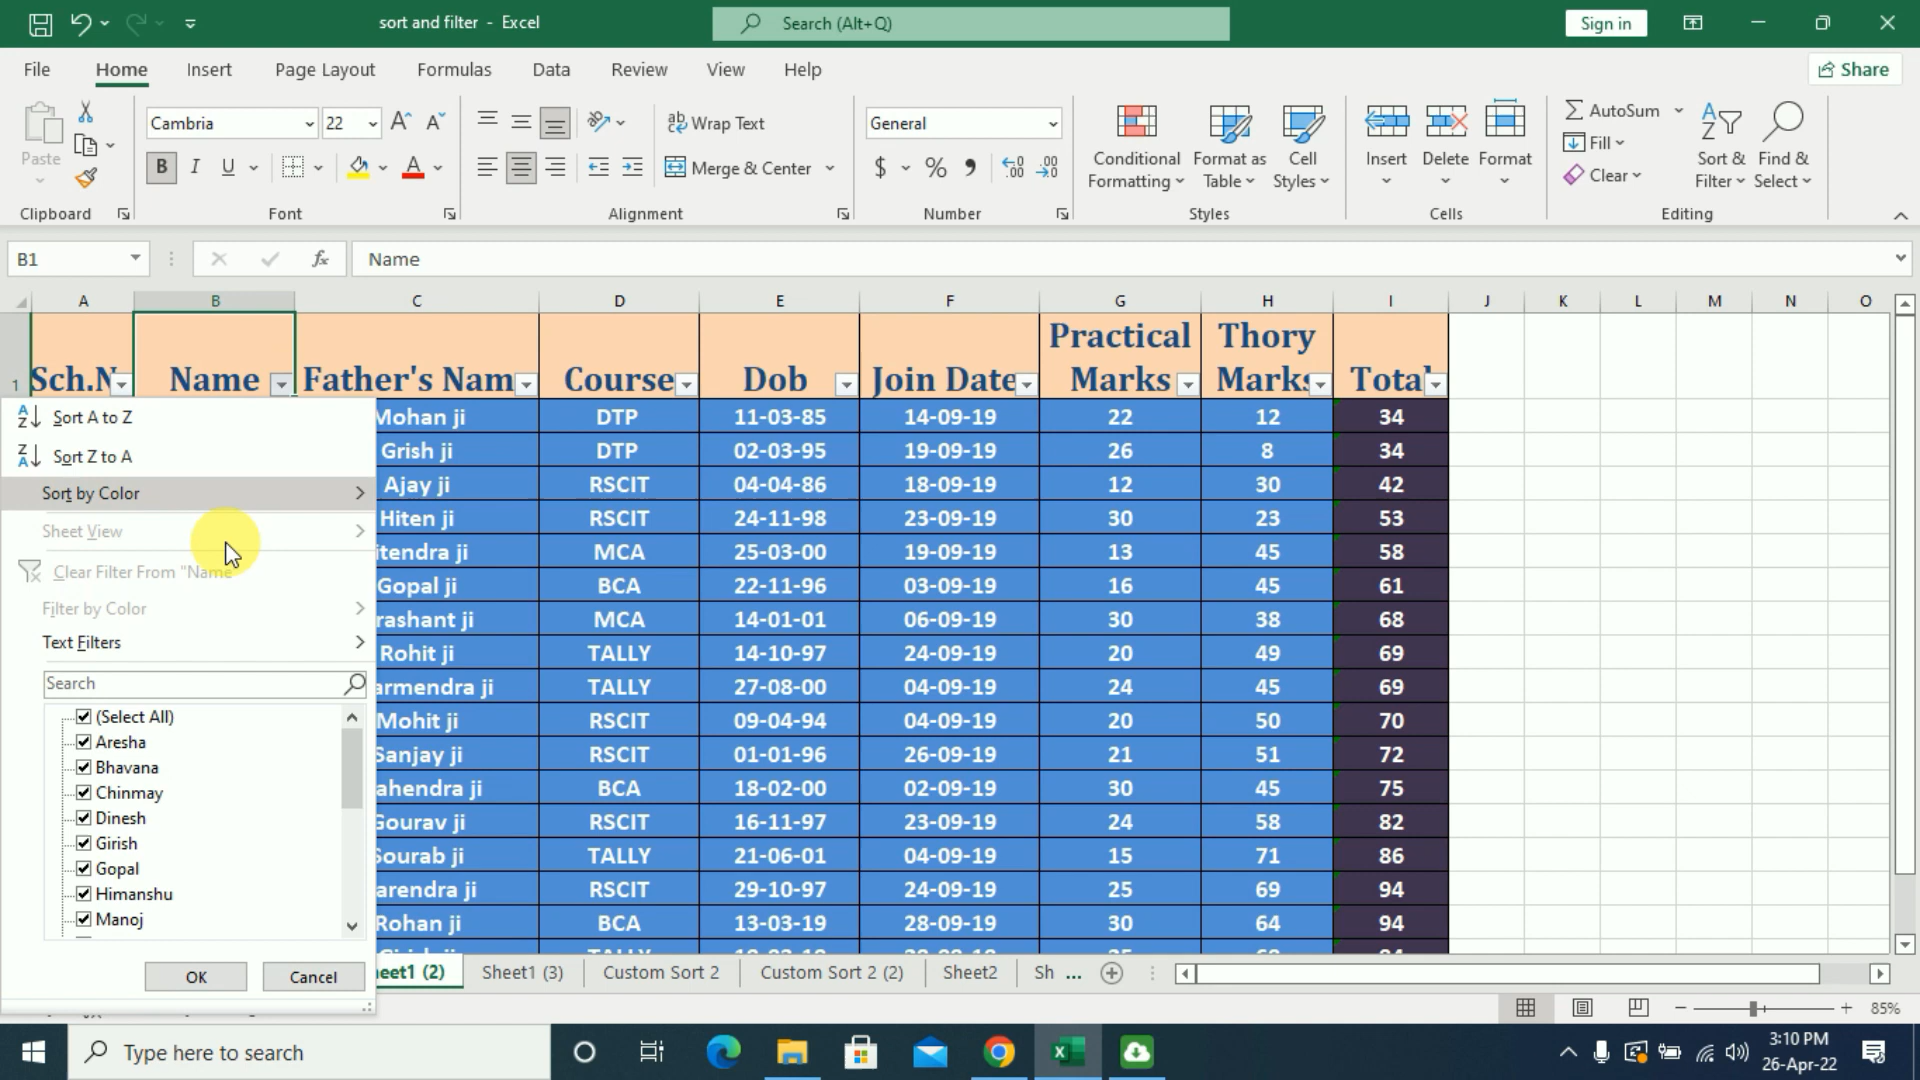 sort and filter - Excel
Search (Alt+Q)
Sign in
File Home Insert Page Layout Formulas Data Review View Help
Share
Paste
Clipboard
Cambria 22
B I U
Font
Wrap Text
Merge & Center
Alignment
General
$ % ,
Number
Conditional Formatting
Format as Table
Cell Styles
Styles
Insert Delete Format
Cells
AutoSum
Fill
Clear
Sort & Filter
Find & Select
Editing
B1
fx
Name
A B C D E F G H I J K L M N O
1
Sch.N Name Father's Nam Course Dob Join Date Practical Marks Thory Marks Total
Mohan ji DTP 11-03-85 14-09-19 22 12 34
Grish ji DTP 02-03-95 19-09-19 26 8 34
Ajay ji RSCIT 04-04-86 18-09-19 12 30 42
Hiten ji RSCIT 24-11-98 23-09-19 30 23 53
itendra ji MCA 25-03-00 19-09-19 13 45 58
Gopal ji BCA 22-11-96 03-09-19 16 45 61
rashant ji MCA 14-01-01 06-09-19 30 38 68
Rohit ji TALLY 14-10-97 24-09-19 20 49 69
armendra ji TALLY 27-08-00 04-09-19 24 45 69
Mohit ji RSCIT 09-04-94 04-09-19 20 50 70
Sanjay ji RSCIT 01-01-96 26-09-19 21 51 72
ahendra ji BCA 18-02-00 02-09-19 30 45 75
Gourav ji RSCIT 16-11-97 23-09-19 24 58 82
Sourab ji TALLY 21-06-01 04-09-19 15 71 86
arendra ji RSCIT 29-10-97 24-09-19 25 69 94
Rohan ji BCA 13-03-19 28-09-19 30 64 94
Sort A to Z
Sort Z to A
Sort by Color
Sheet View
Clear Filter From "Name"
Filter by Color
Text Filters
Search
(Select All)
Aresha
Bhavana
Chinmay
Dinesh
Girish
Gopal
Himanshu
Manoj
OK Cancel
heet1 (2) Sheet1 (3) Custom Sort 2 Custom Sort 2 (2) Sheet2 Sh ...
85%
Type here to search
3:10 PM
26-Apr-22